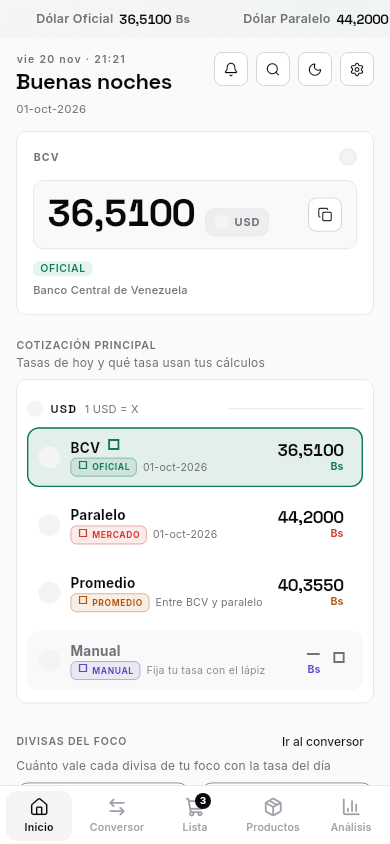 Dólar Oficial 36,5100 Bs Dólar Paralelo 44,2000
vie 20 nov · 21:21
Buenas noches
01-oct-2026
BCV
36,5100 USD
OFICIAL
Banco Central de Venezuela
COTIZACIÓN PRINCIPAL
Tasas de hoy y qué tasa usan tus cálculos
USD 1 USD = X
BCV 36,5100
OFICIAL 01-oct-2026 Bs
Paralelo 44,2000
MERCADO 01-oct-2026 Bs
Promedio 40,3550
PROMEDIO Entre BCV y paralelo Bs
Manual —
MANUAL Fija tu tasa con el lápiz Bs
DIVISAS DEL FOCO Ir al conversor
Cuánto vale cada divisa de tu foco con la tasa del día
3
Inicio Conversor Lista Productos Análisis